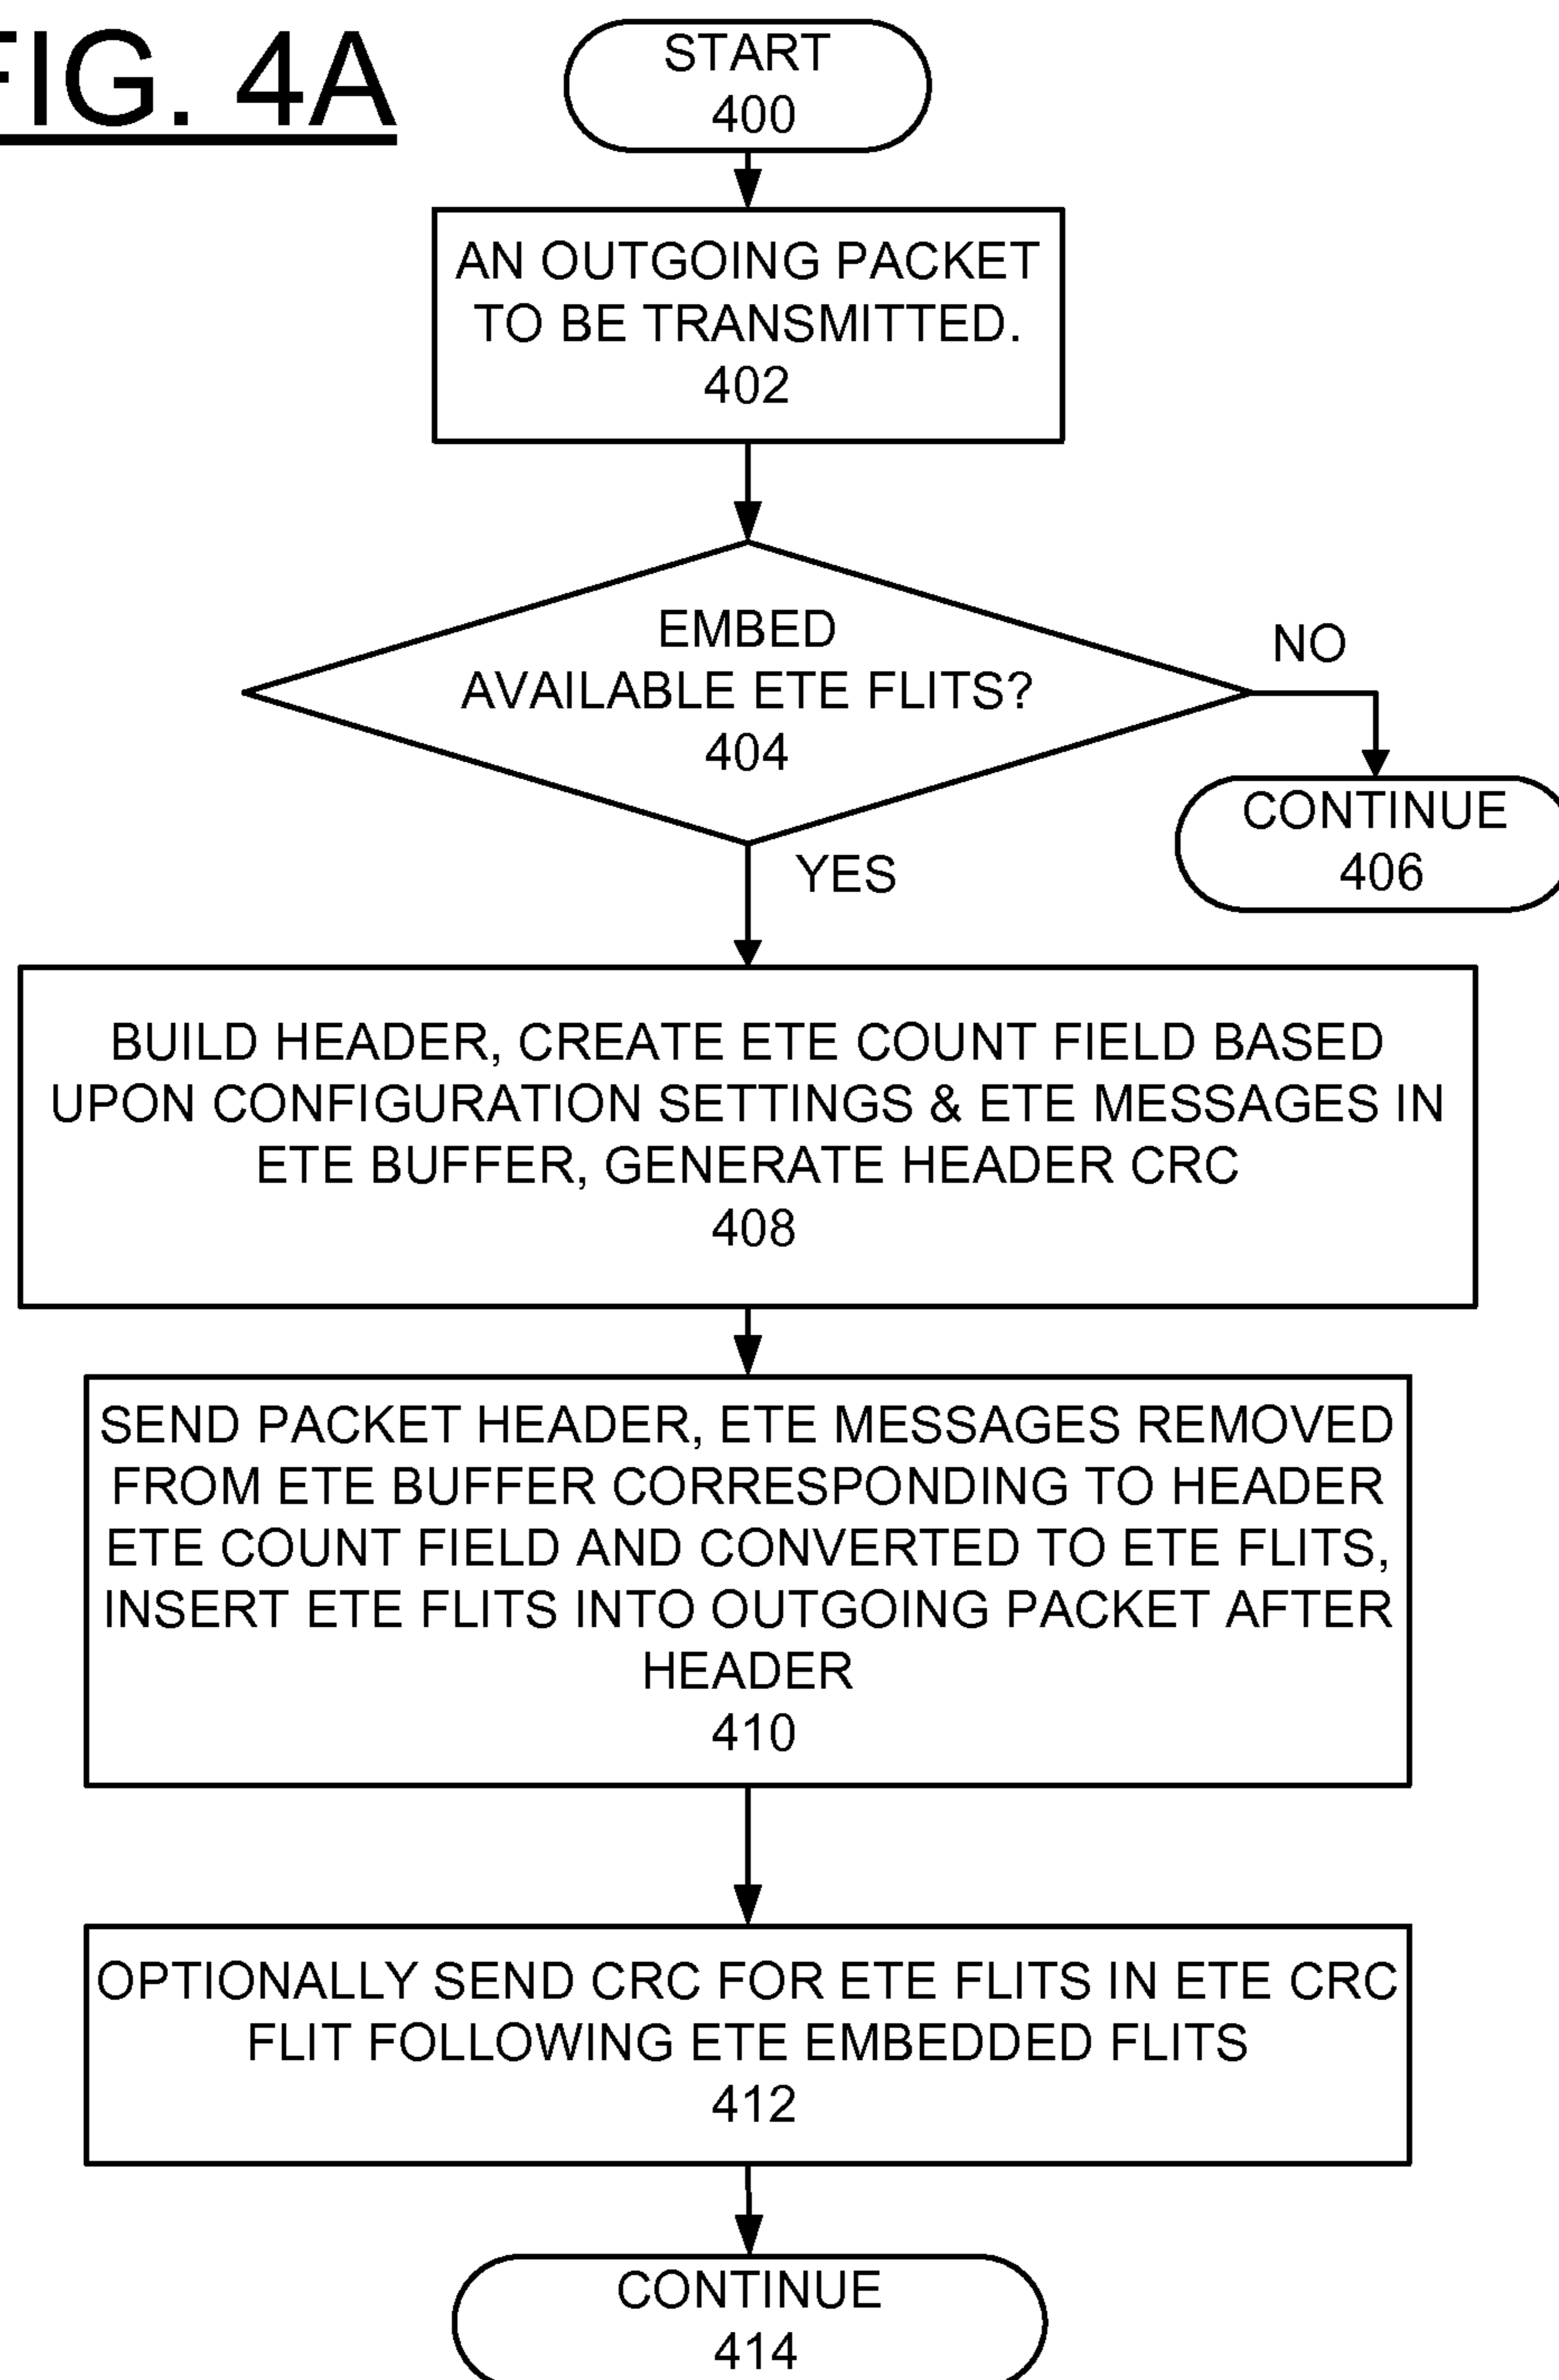 FIG. 4A
START
400
AN OUTGOING PACKET
TO BE TRANSMITTED.
402
EMBED
AVAILABLE ETE FLITS?
404
NO
CONTINUE
406
YES
BUILD HEADER, CREATE ETE COUNT FIELD BASED
UPON CONFIGURATION SETTINGS & ETE MESSAGES IN
ETE BUFFER, GENERATE HEADER CRC
408
SEND PACKET HEADER, ETE MESSAGES REMOVED
FROM ETE BUFFER CORRESPONDING TO HEADER
ETE COUNT FIELD AND CONVERTED TO ETE FLITS,
INSERT ETE FLITS INTO OUTGOING PACKET AFTER
HEADER
410
OPTIONALLY SEND CRC FOR ETE FLITS IN ETE CRC
FLIT FOLLOWING ETE EMBEDDED FLITS
412
CONTINUE
414